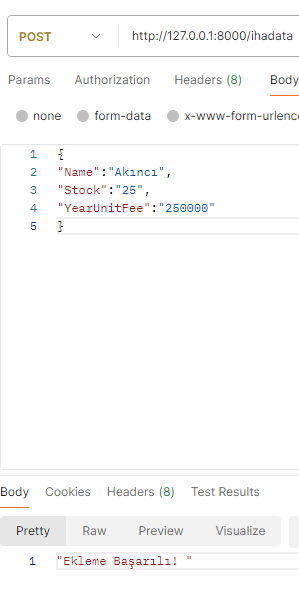 POST http://127.0.0.1:8000/ihadata
Params Authorization Headers (8) Body
none form-data x-www-form-urlenc
1 {
2 "Name":"Akıncı",
3 "Stock":"25",
4 "YearUnitFee":"250000"
5 }
Body Cookies Headers (8) Test Results
Pretty Raw Preview Visualize
1 "Ekleme Başarılı! "